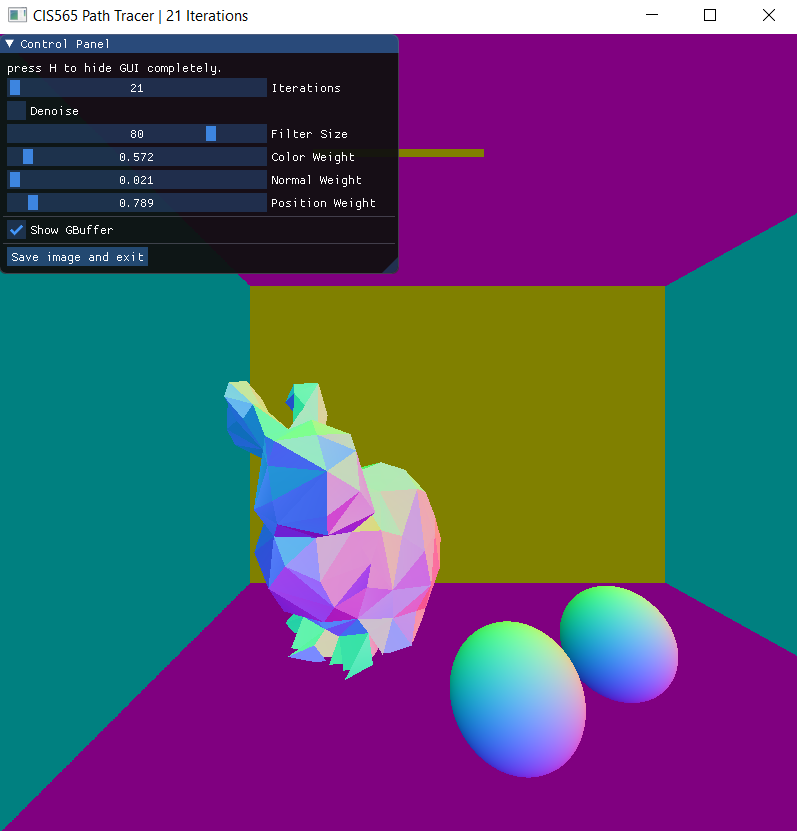 CIS565 Path Tracer | 21 Iterations
Control Panel
press H to hide GUI completely.
21 Iterations
Denoise
80 Filter Size
0.572 Color Weight
0.021 Normal Weight
0.789 Position Weight
Show GBuffer
Save image and exit